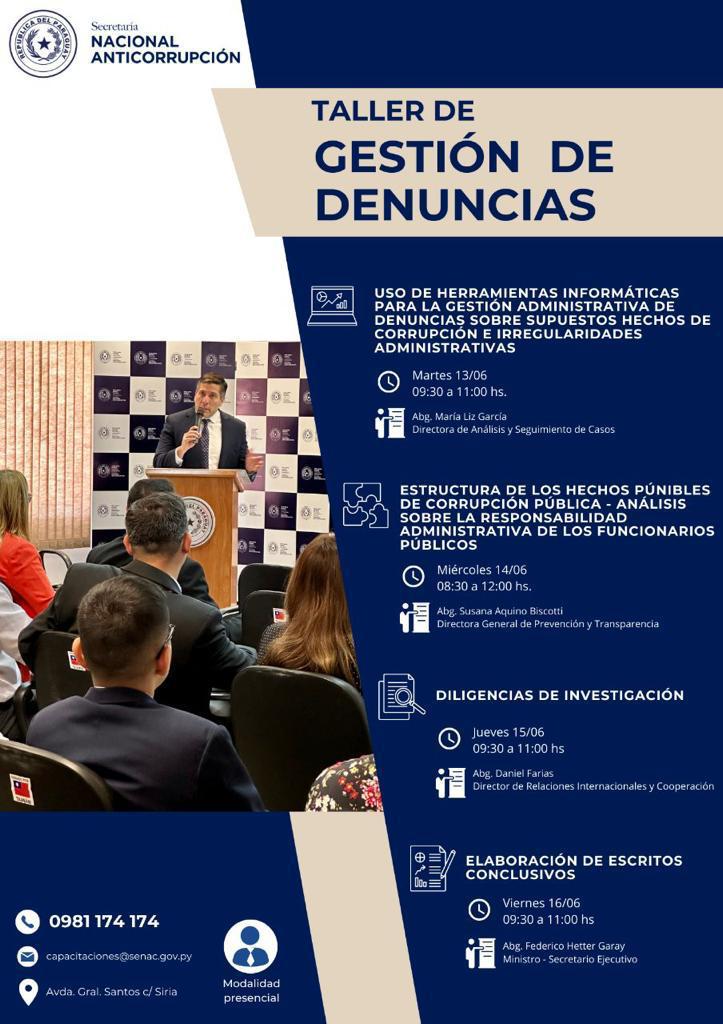 REPÚBLICA DEL PARAGUAY
Secretaría
NACIONAL
ANTICORRUPCIÓN
TALLER DE
GESTIÓN DE
DENUNCIAS
USO DE HERRAMIENTAS INFORMÁTICAS
PARA LA GESTIÓN ADMINISTRATIVA DE
DENUNCIAS SOBRE SUPUESTOS HECHOS DE
CORRUPCIÓN E IRREGULARIDADES
ADMINISTRATIVAS
Martes 13/06
09:30 a 11:00 hs.
Abg. María Liz García
Directora de Análisis y Seguimiento de Casos
ESTRUCTURA DE LOS HECHOS PÚNIBLES
DE CORRUPCIÓN PÚBLICA - ANÁLISIS
SOBRE LA RESPONSABILIDAD
ADMINISTRATIVA DE LOS FUNCIONARIOS
PÚBLICOS
Miércoles 14/06
08:30 a 12:00 hs.
Abg. Susana Aquino Biscotti
Directora General de Prevención y Transparencia
DILIGENCIAS DE INVESTIGACIÓN
Jueves 15/06
09:30 a 11:00 hs
Abg. Daniel Farias
Director de Relaciones Internacionales y Cooperación
ELABORACIÓN DE ESCRITOS
CONCLUSIVOS
Viernes 16/06
09:30 a 11:00 hs
Abg. Federico Hetter Garay
Ministro - Secretario Ejecutivo
0981 174 174
capacitaciones@senac.gov.py
Avda. Gral. Santos c/ Siria
Modalidad
presencial